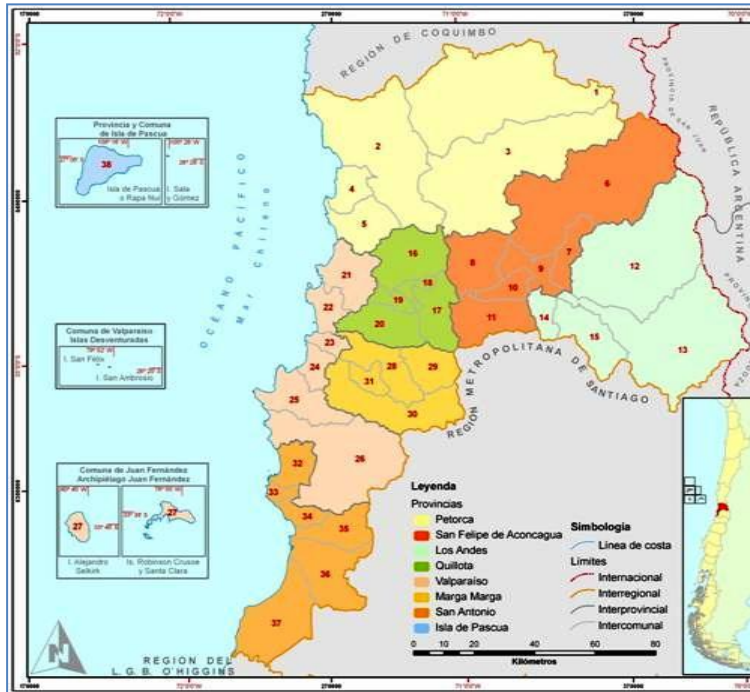 REGIÓN DE COQUIMBO
PROVINCIA DE SAN JUAN
REPÚBLICA ARGENTINA
OCÉANO PACÍFICO
Mar Chileno
Provincia y Comuna
de Isla de Pascua
38
Isla de Pascua
o Rapa Nui
I. Sala
y Gómez
Comuna de Valparaíso
Islas Desventuradas
I. San Félix
I. San Ambrosio
Comuna de Juan Fernández
Archipiélago Juan Fernández
27
27
I. Alejandro
Selkirk
Is. Robinson Crusoe
y Santa Clara
1
2
3
4
5
6
7
8
9
10
11
12
13
14
15
16
17
18
19
20
21
22
23
24
25
26
28
29
30
31
32
33
34
35
36
37
REGIÓN METROPOLITANA DE SANTIAGO
Leyenda
Provincias
Petorca
San Felipe de Aconcagua
Los Andes
Quillota
Valparaíso
Marga Marga
San Antonio
Isla de Pascua
Simbología
Línea de costa
Límites
Internacional
Interregional
Interprovincial
Intercomunal
0 20 40 60 80
Kilómetros
N
REGIÓN DEL
L. G. B. O'HIGGINS